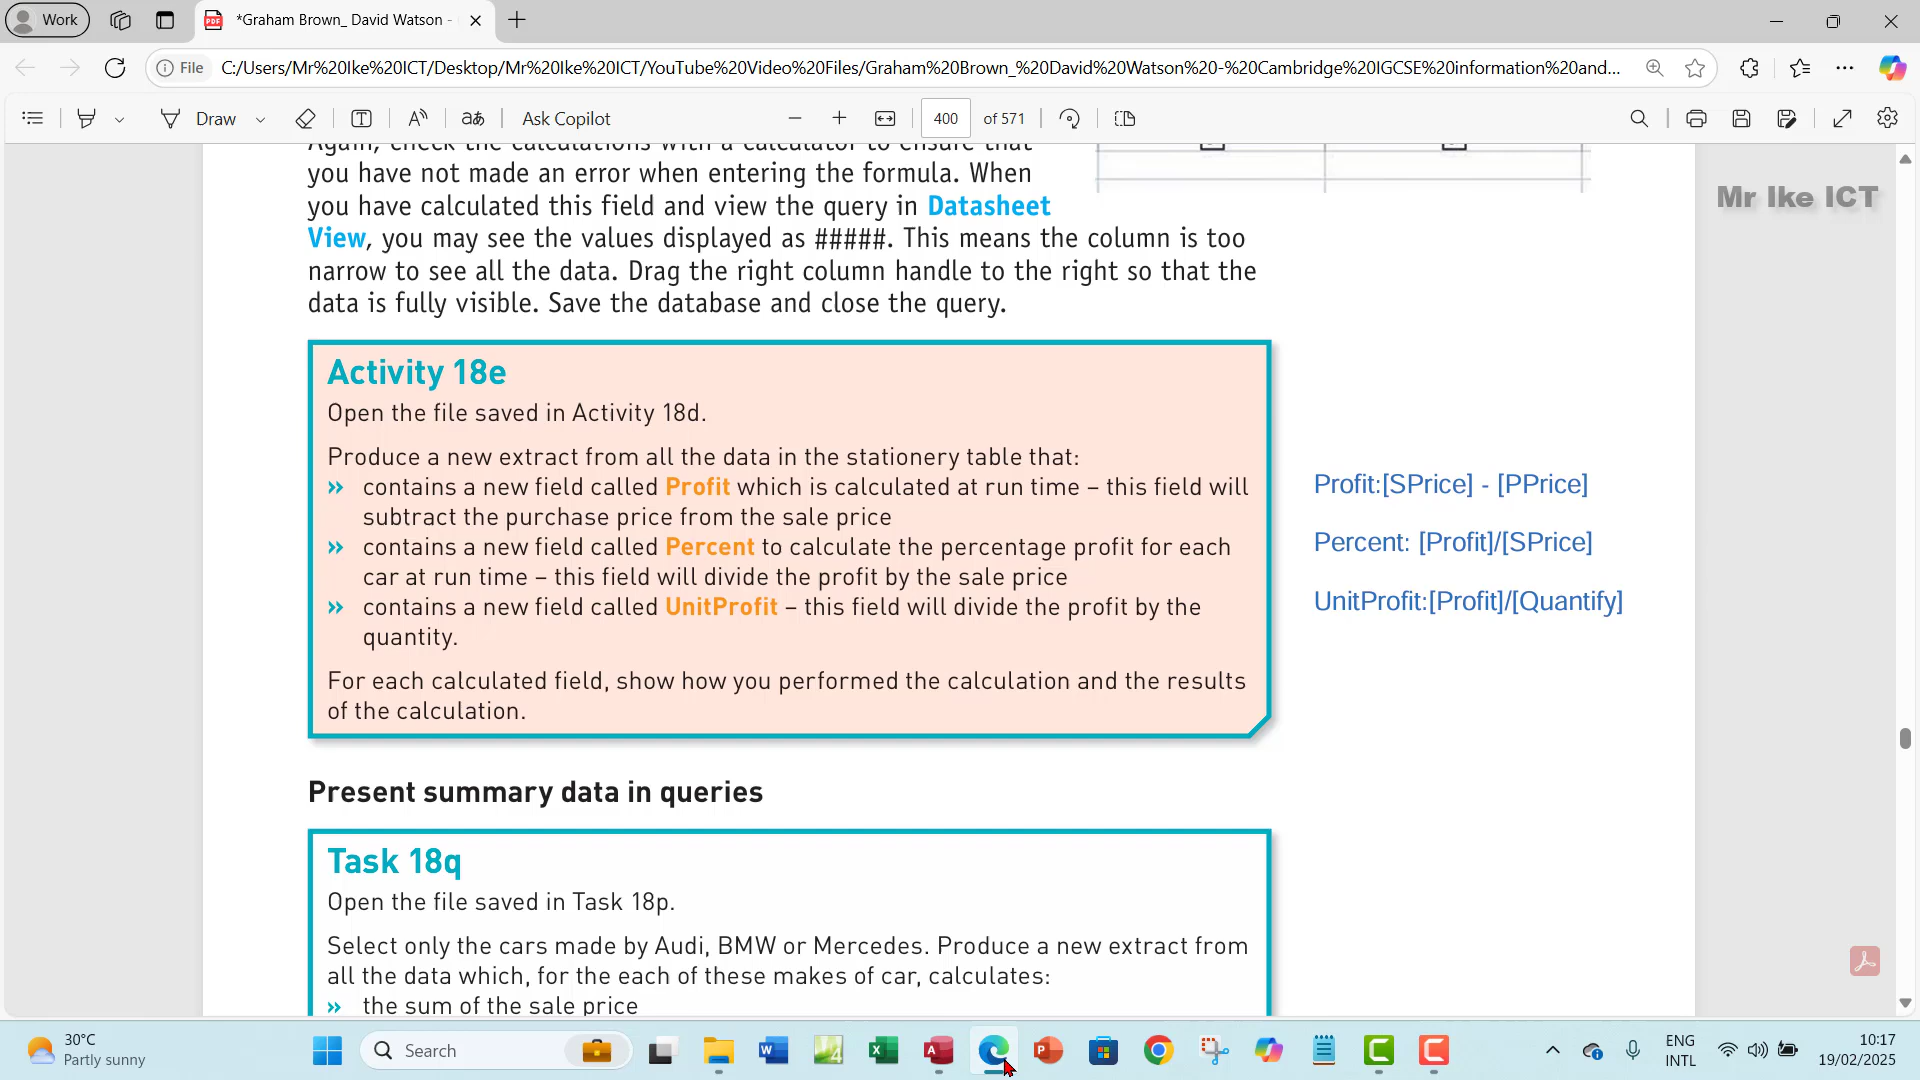 Work
*Graham Brown_ David Watson -
File
C:/Users/Mr%20Ike%20ICT/Desktop/Mr%20Ike%20ICT/YouTube%20Video%20Files/Graham%20Brown_%20David%20Watson%20-%20Cambridge%20IGCSE%20information%20and...
Draw
Ask Copilot
400 of 571
Again, check the calculations with a calculator to ensure that
you have not made an error when entering the formula. When
you have calculated this field and view the query in Datasheet
View, you may see the values displayed as #####. This means the column is too
narrow to see all the data. Drag the right column handle to the right so that the
data is fully visible. Save the database and close the query.
Mr Ike ICT
Activity 18e
Open the file saved in Activity 18d.
Produce a new extract from all the data in the stationery table that:
» contains a new field called Profit which is calculated at run time – this field will
subtract the purchase price from the sale price
» contains a new field called Percent to calculate the percentage profit for each
car at run time – this field will divide the profit by the sale price
» contains a new field called UnitProfit – this field will divide the profit by the
quantity.
For each calculated field, show how you performed the calculation and the results
of the calculation.
Profit:[SPrice] - [PPrice]
Percent: [Profit]/[SPrice]
UnitProfit:[Profit]/[Quantify]
Present summary data in queries
Task 18q
Open the file saved in Task 18p.
Select only the cars made by Audi, BMW or Mercedes. Produce a new extract from
all the data which, for the each of these makes of car, calculates:
» the sum of the sale price
30°C
Partly sunny
Search
ENG
INTL
10:17
19/02/2025